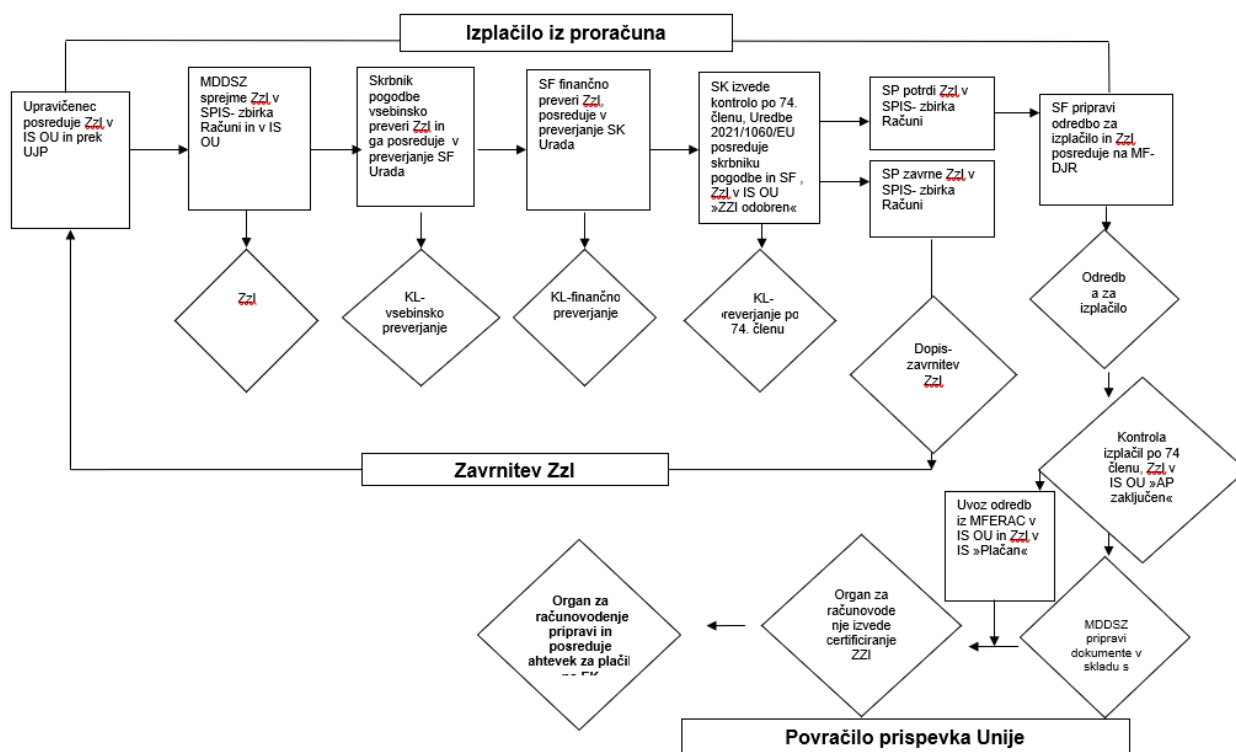 Izplačilo iz proračuna
Upravičenec
posreduje ZzI v
IS OU in prek
UJP
MDDSZ
sprejme ZzI v
SPIS- zbirka
Računi in v IS
OU
Skrbnik
pogodbe
vsebinsko
preveri ZzI in
ga posreduje v
preverjanje SF
Urada
SF finančno
preveri ZzI,
posreduje v
preverjanje SK
Urada
SK izvede
kontrolo po 74.
členu, Uredbe
2021/1060/EU
posreduje
skrbniku
pogodbe in SF ,
ZzI v IS OU
»ZZI odobren«
SP potrdi ZzI v
SPIS- zbirka
Računi
SP zavrne ZzI v
SPIS- zbirka
Računi
SF pripravi
odredbo za
izplačilo in ZzI
posreduje na MF-
DJR
ZzI
KL-
vsebinsko
preverjanje
KL-finančno
preverjanje
KL-
preverjanje po
74. členu
Dopis-
zavrnitev
ZzI
Odredb
a za
izplačilo
Kontrola
izplačil po 74
členu, ZzI v
IS OU »AP
zaključen«
Zavrnitev ZzI
Uvoz odredb
iz MFERAC v
IS OU in ZzI v
IS »Plačan«
MDDSZ
pripravi
dokumente v
skladu s
Organ za
računovode
nje izvede
certificiranje
ZZI
Organ za
računovodenje
pripravi in
posreduje
ahtevek za plačil
Povračilo prispevka Unije